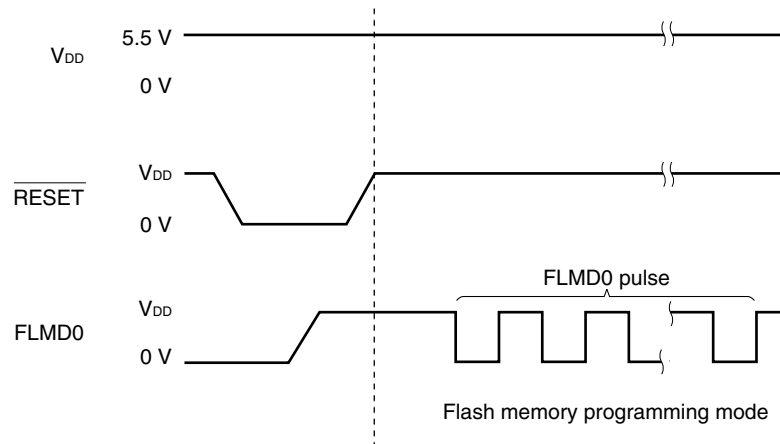 5.5 V
VDD
0 V
VDD
RESET
0 V
FLMD0 pulse
VDD
FLMD0
0 V
Flash memory programming mode